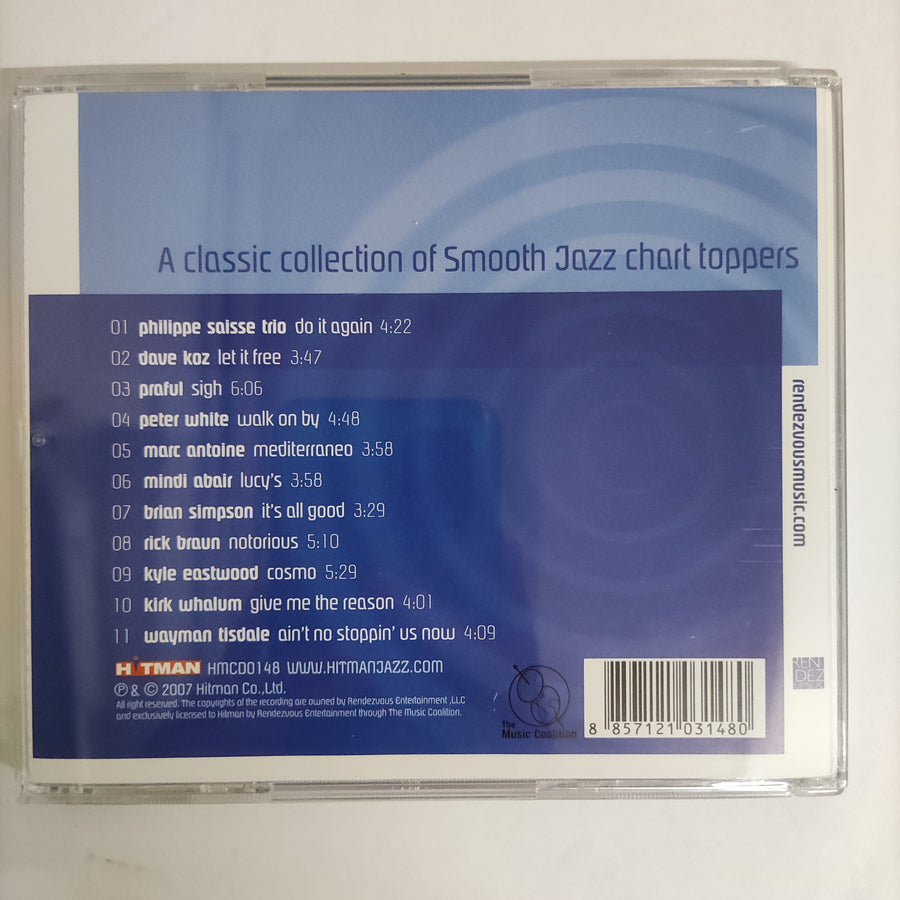 A classic collection of Smooth Jazz chart toppers
01 philippe saisse trio do it again 4:22
02 dave koz let it free 3:47
03 praful sigh 6:06
04 peter white walk on by 4:48
05 marc antoine mediterraneo 3:58
06 mindi abair lucy's 3:58
07 brian simpson it's all good 3:29
08 rick braun notorious 5:10
09 kyle eastwood cosmo 5:29
10 kirk whalum give me the reason 4:01
11 wayman tisdale ain't no stoppin' us now 4:09
HITMAN HMCD0148 WWW.HITMANJAZZ.COM
℗ & © 2007 Hitman Co.,Ltd.
All right reserved. The copyrights of the recording are owned by Rendezvous Entertainment ,LLC
and exclusively licensed to Hitman by Rendezvous Entertainment through The Music Coalition.
The
Music Coalition
8 857121 031480
rendezvousmusic.com
REN
DEZ
VOUS